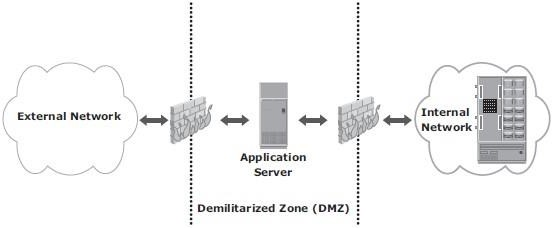 External Network
Application
Server
Internal
Network
Demilitarized Zone (DMZ)